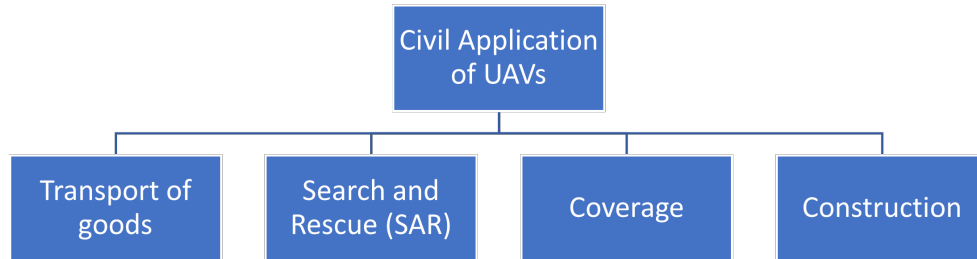 Civil Application
of UAVs
Transport of
goods
Search and
Rescue (SAR)
Coverage
Construction